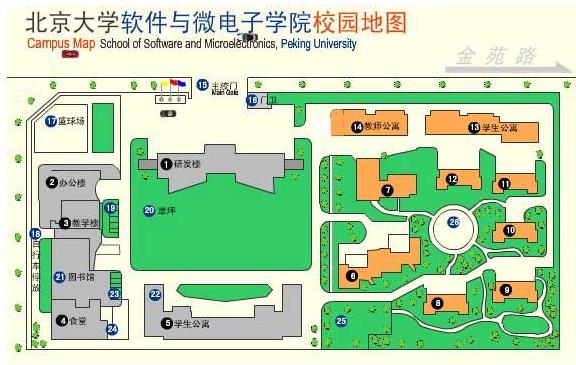 北京大学软件与微电子学院校园地图
Campus Map School of Software and Microelectronics, Peking University
金苑路
15 主校门
Main Gate
16 门卫
17 篮球场
14 教师公寓
13 学生公寓
1 研发楼
2 办公楼
12
11
7
3 教学楼
19
20 草坪
26
10
18
自行车停放
21 图书馆
6
23
22
9
8
4 食堂
24
5 学生公寓
25